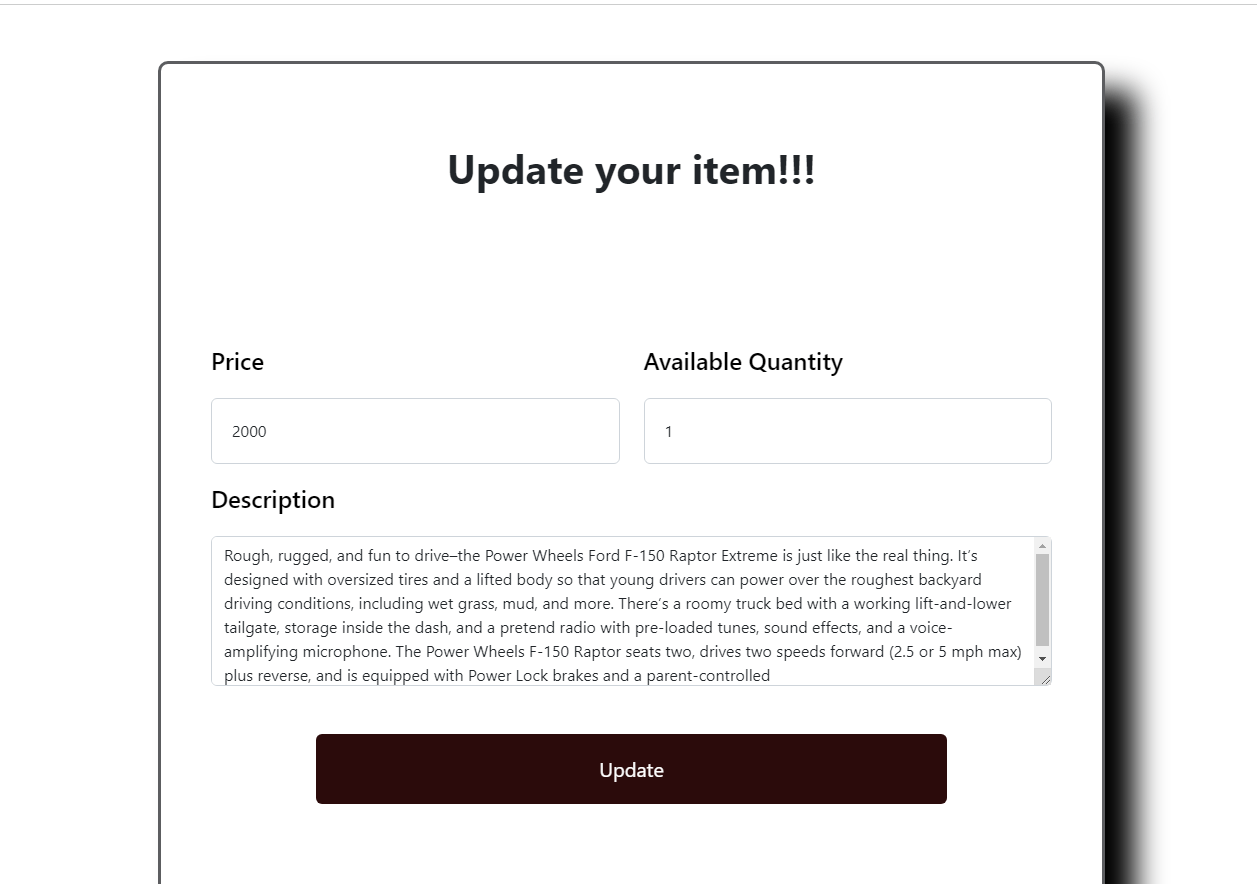 Update your item!!!
Price
Available Quantity
2000
1
Description
Rough, rugged, and fun to drive–the Power Wheels Ford F-150 Raptor Extreme is just like the real thing. It’s
designed with oversized tires and a lifted body so that young drivers can power over the roughest backyard
driving conditions, including wet grass, mud, and more. There’s a roomy truck bed with a working lift-and-lower
tailgate, storage inside the dash, and a pretend radio with pre-loaded tunes, sound effects, and a voice-
amplifying microphone. The Power Wheels F-150 Raptor seats two, drives two speeds forward (2.5 or 5 mph max)
plus reverse, and is equipped with Power Lock brakes and a parent-controlled
Update